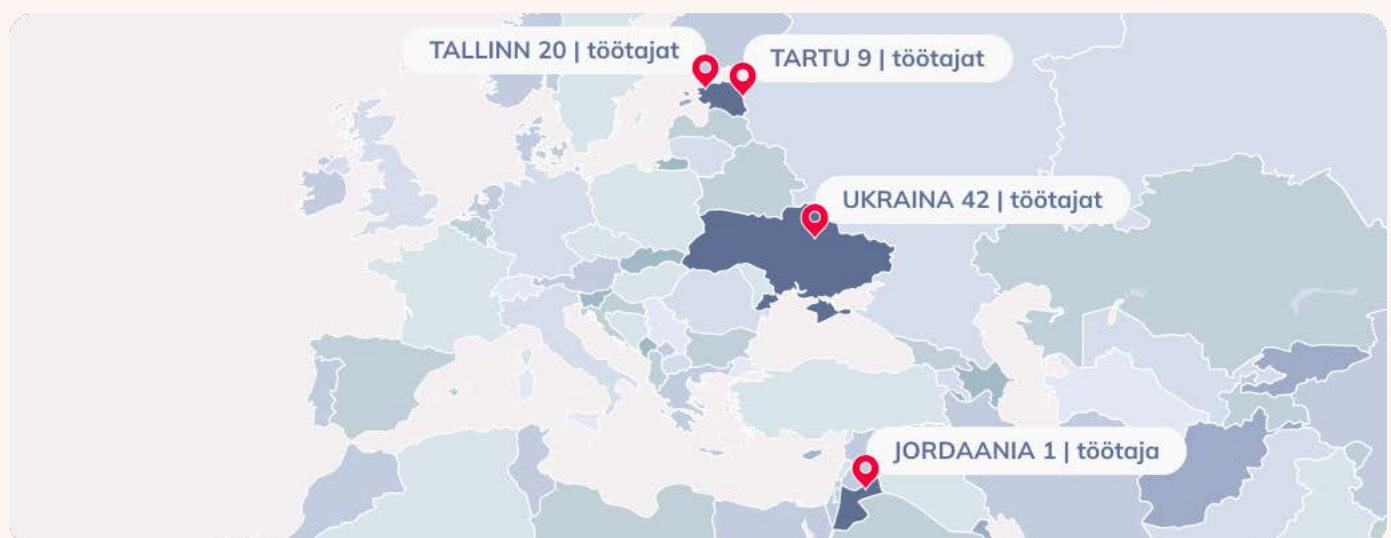 TALLINN 20 | töötajat
TARTU 9 | töötajat
UKRAINA 42 | töötajat
JORDAANIA 1 | töötaja